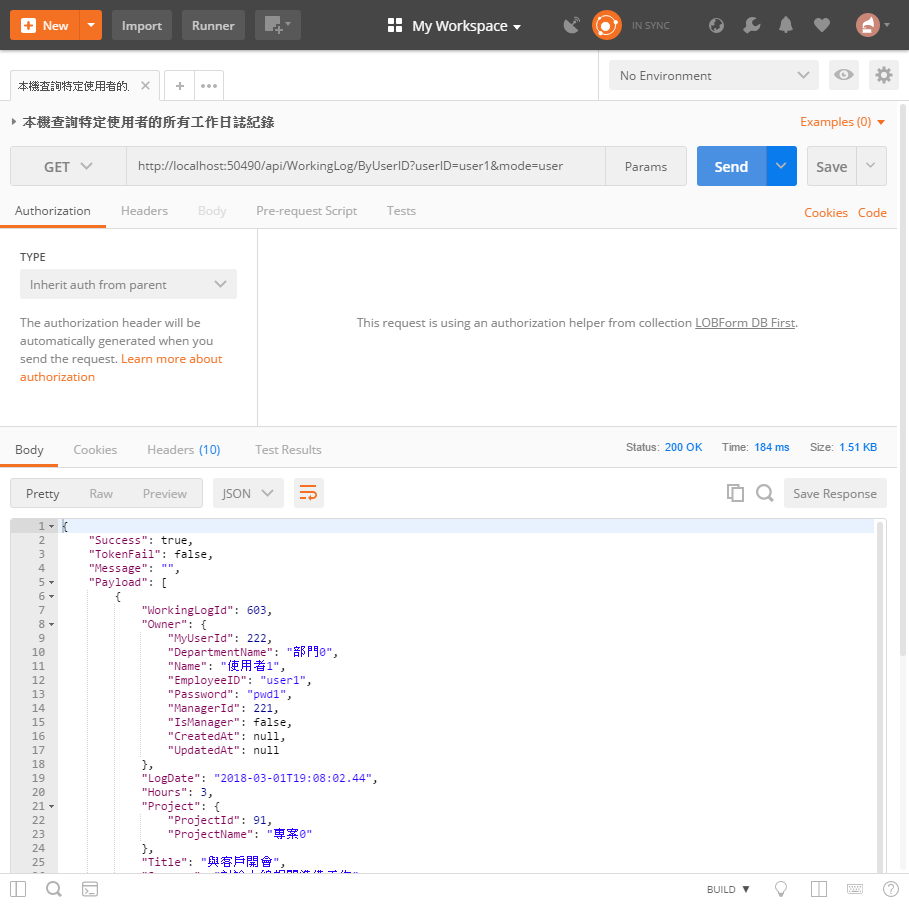 New Import Runner My Workspace IN SYNC
本機查詢特定使用者的. No Environment
本機查詢特定使用者的所有工作日誌紀錄 Examples (0)
GET http://localhost:50490/api/WorkingLog/ByUserID?userID=user1&mode=user Params Send Save
Authorization Headers Body Pre-request Script Tests Cookies Code
TYPE
Inherit auth from parent
The authorization header will be
automatically generated when you
send the request. Learn more about
authorization
This request is using an authorization helper from collection LOBForm DB First.
Body Cookies Headers (10) Test Results Status: 200 OK Time: 184 ms Size: 1.51 KB
Pretty Raw Preview JSON Save Response
1 {
2 "Success": true,
3 "TokenFail": false,
4 "Message": "",
5 "Payload": [
6 {
7 "WorkingLogId": 603,
8 "Owner": {
9 "MyUserId": 222,
10 "DepartmentName": "部門0",
11 "Name": "使用者1",
12 "EmployeeID": "user1",
13 "Password": "pwd1",
14 "ManagerId": 221,
15 "IsManager": false,
16 "CreatedAt": null,
17 "UpdatedAt": null
18 },
19 "LogDate": "2018-03-01T19:08:02.44",
20 "Hours": 3,
21 "Project": {
22 "ProjectId": 91,
23 "ProjectName": "專案0"
24 },
25 "Title": "與客戶開會",
BUILD